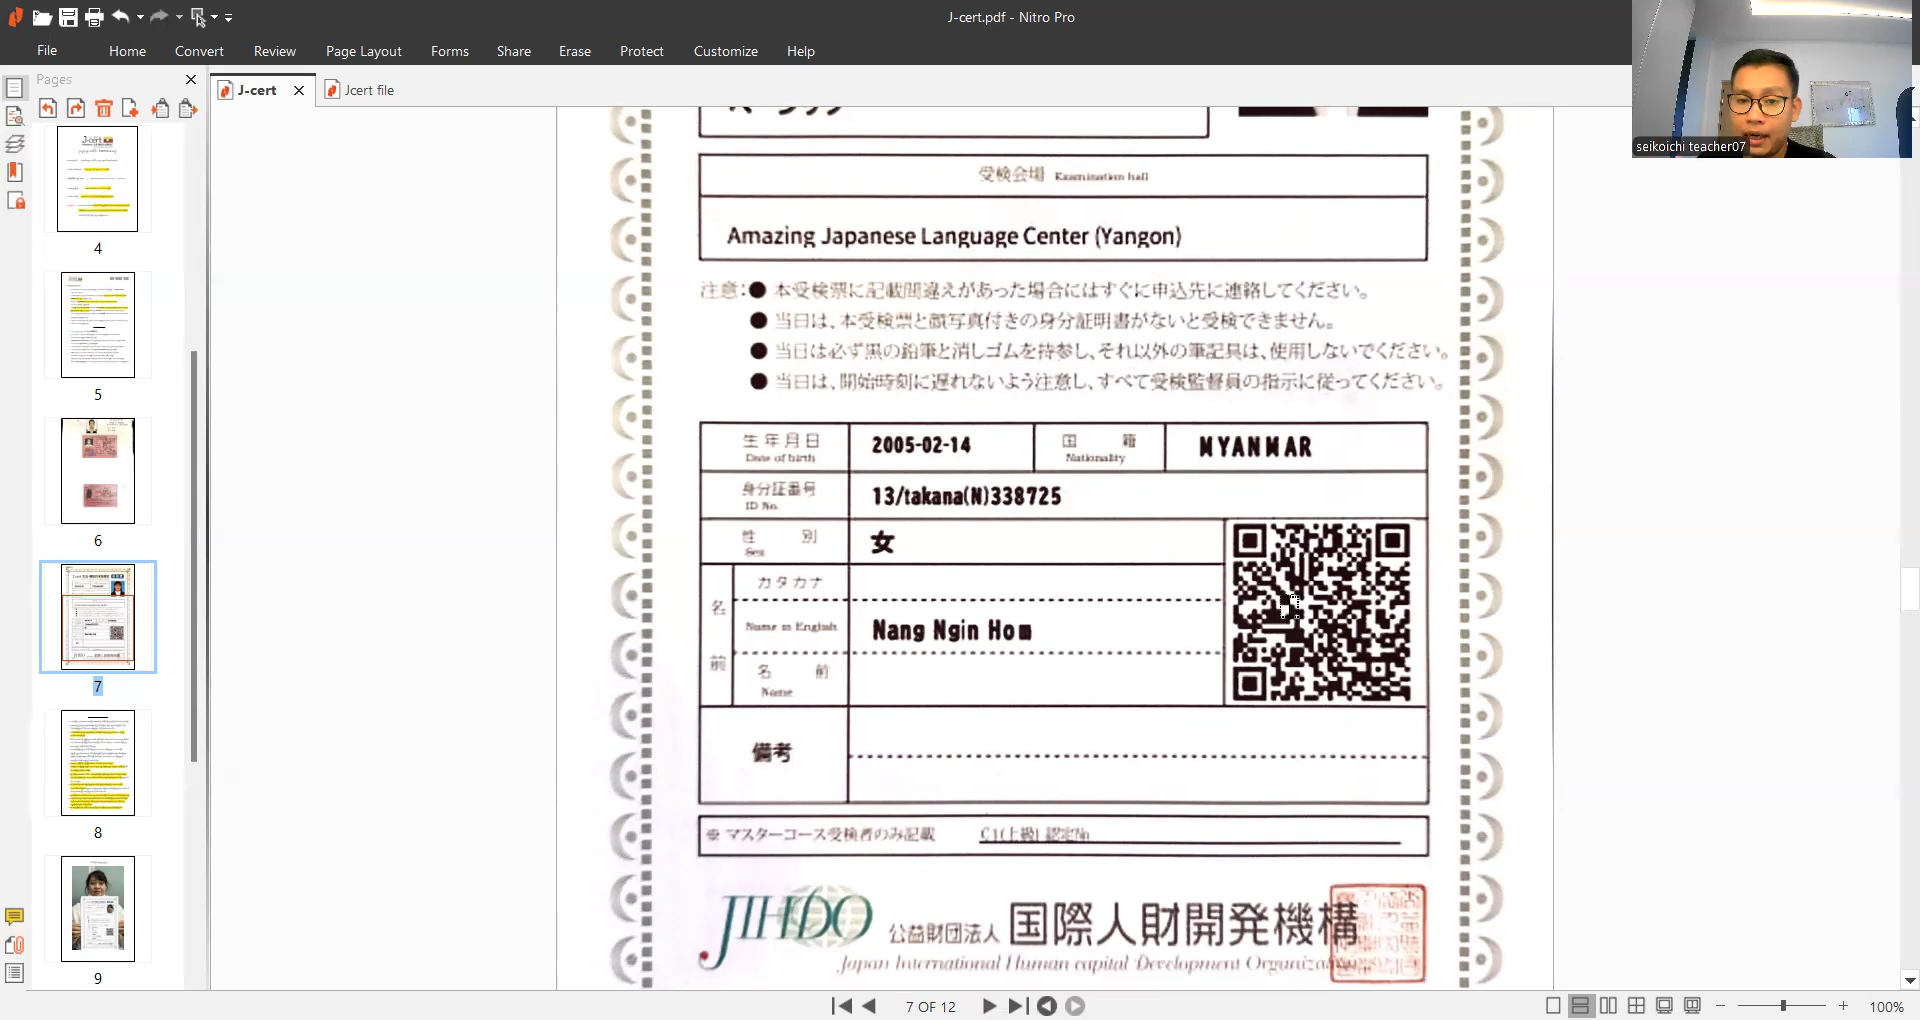 J-cert.pdf - Nitro Pro
File Home Convert Review Page Layout Forms Share Erase Protect Customize Help
Pages
J-cert
Jcert file
seikoichi teacher07
4
5
6
7
8
9
受検会場 Examination hall
Amazing Japanese Language Center (Yangon)
注意:● 本受検票に記載間違えがあった場合にはすぐに申込先に連絡してください。
● 当日は、本受検票と顔写真付きの身分証明書がないと受検できません。
● 当日は必ず黒の鉛筆と消しゴムを持参し、それ以外の筆記具は、使用しないでください。
● 当日は、開始時刻に遅れないよう注意し、すべて受検監督員の指示に従ってください。
生年月日 2005-02-14 国籍 MYANMAR
Date of birth Nationality
身分証番号 13/takana(N)338725
ID No.
性別 女
Sex
名前
カタカナ
Name in English Nang Ngin Hom
名前
Name
備考
※ マスターコース受検者のみ記載 C1(上級) 認定No
JIHDO 公益財団法人 国際人財開発機構
Japan International Human capital Development Organization
7 OF 12
100%